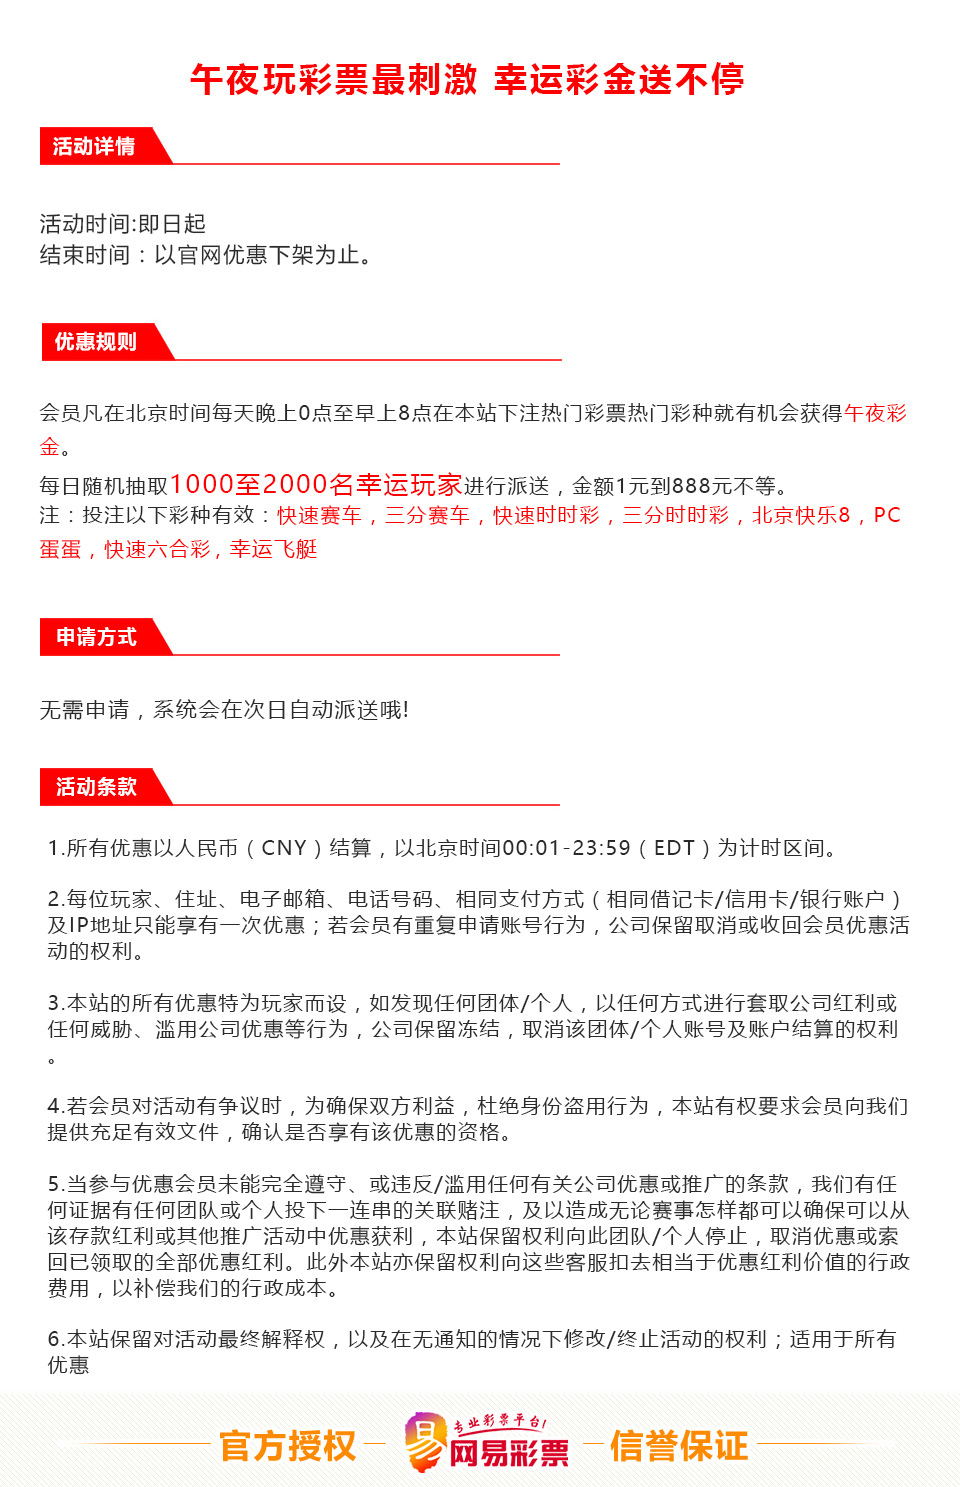 午夜玩彩票最刺激 幸运彩金送不停
活动详情
活动时间:即日起
结束时间：以官网优惠下架为止。
优惠规则
会员凡在北京时间每天晚上0点至早上8点在本站下注热门彩票热门彩种就有机会获得午夜彩
金。
每日随机抽取1000至2000名幸运玩家进行派送，金额1元到888元不等。
注：投注以下彩种有效：快速赛车，三分赛车，快速时时彩，三分时时彩，北京快乐8，PC
蛋蛋，快速六合彩，幸运飞艇
申请方式
无需申请，系统会在次日自动派送哦!
活动条款
1.所有优惠以人民币（CNY）结算，以北京时间00:01-23:59（EDT）为计时区间。
2.每位玩家、住址、电子邮箱、电话号码、相同支付方式（相同借记卡/信用卡/银行账户）
及IP地址只能享有一次优惠；若会员有重复申请账号行为，公司保留取消或收回会员优惠活
动的权利。
3.本站的所有优惠特为玩家而设，如发现任何团体/个人，以任何方式进行套取公司红利或
任何威胁、滥用公司优惠等行为，公司保留冻结，取消该团体/个人账号及账户结算的权利
。
4.若会员对活动有争议时，为确保双方利益，杜绝身份盗用行为，本站有权要求会员向我们
提供充足有效文件，确认是否享有该优惠的资格。
5.当参与优惠会员未能完全遵守、或违反/滥用任何有关公司优惠或推广的条款，我们有任
何证据有任何团队或个人投下一连串的关联赌注，及以造成无论赛事怎样都可以确保可以从
该存款红利或其他推广活动中优惠获利，本站保留权利向此团队/个人停止，取消优惠或索
回已领取的全部优惠红利。此外本站亦保留权利向这些客服扣去相当于优惠红利价值的行政
费用，以补偿我们的行政成本。
6.本站保留对活动最终解释权，以及在无通知的情况下修改/终止活动的权利；适用于所有
优惠
官方授权
易
专业彩票平台!
网易彩票
信誉保证